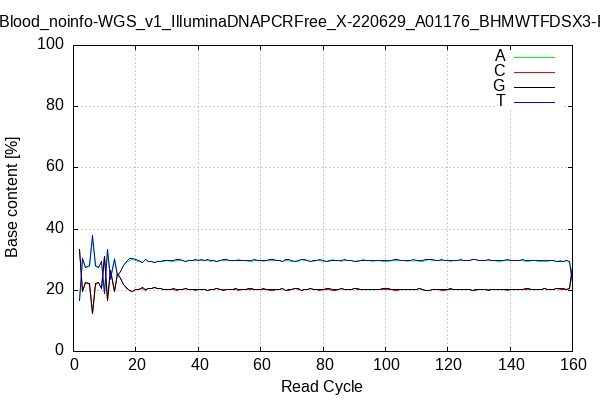 Blood_noinfo-WGS_v1_IlluminaDNAPCRFree_X-220629_A01176_BHMWTFDSX3-
A
C
G
T
100
80
60
40
20
0
Base content [%]
0 20 40 60 80 100 120 140 160
Read Cycle